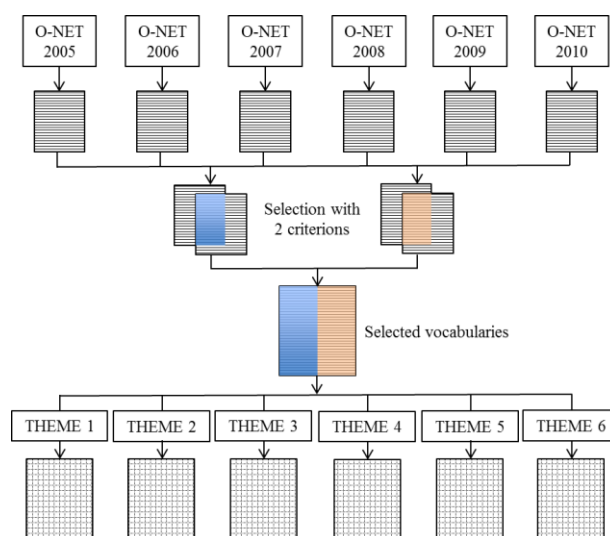 O-NET
2005
O-NET
2006
O-NET
2007
O-NET
2008
O-NET
2009
O-NET
2010
Selection with
2 criterions
Selected vocabularies
THEME 1
THEME 2
THEME 3
THEME 4
THEME 5
THEME 6